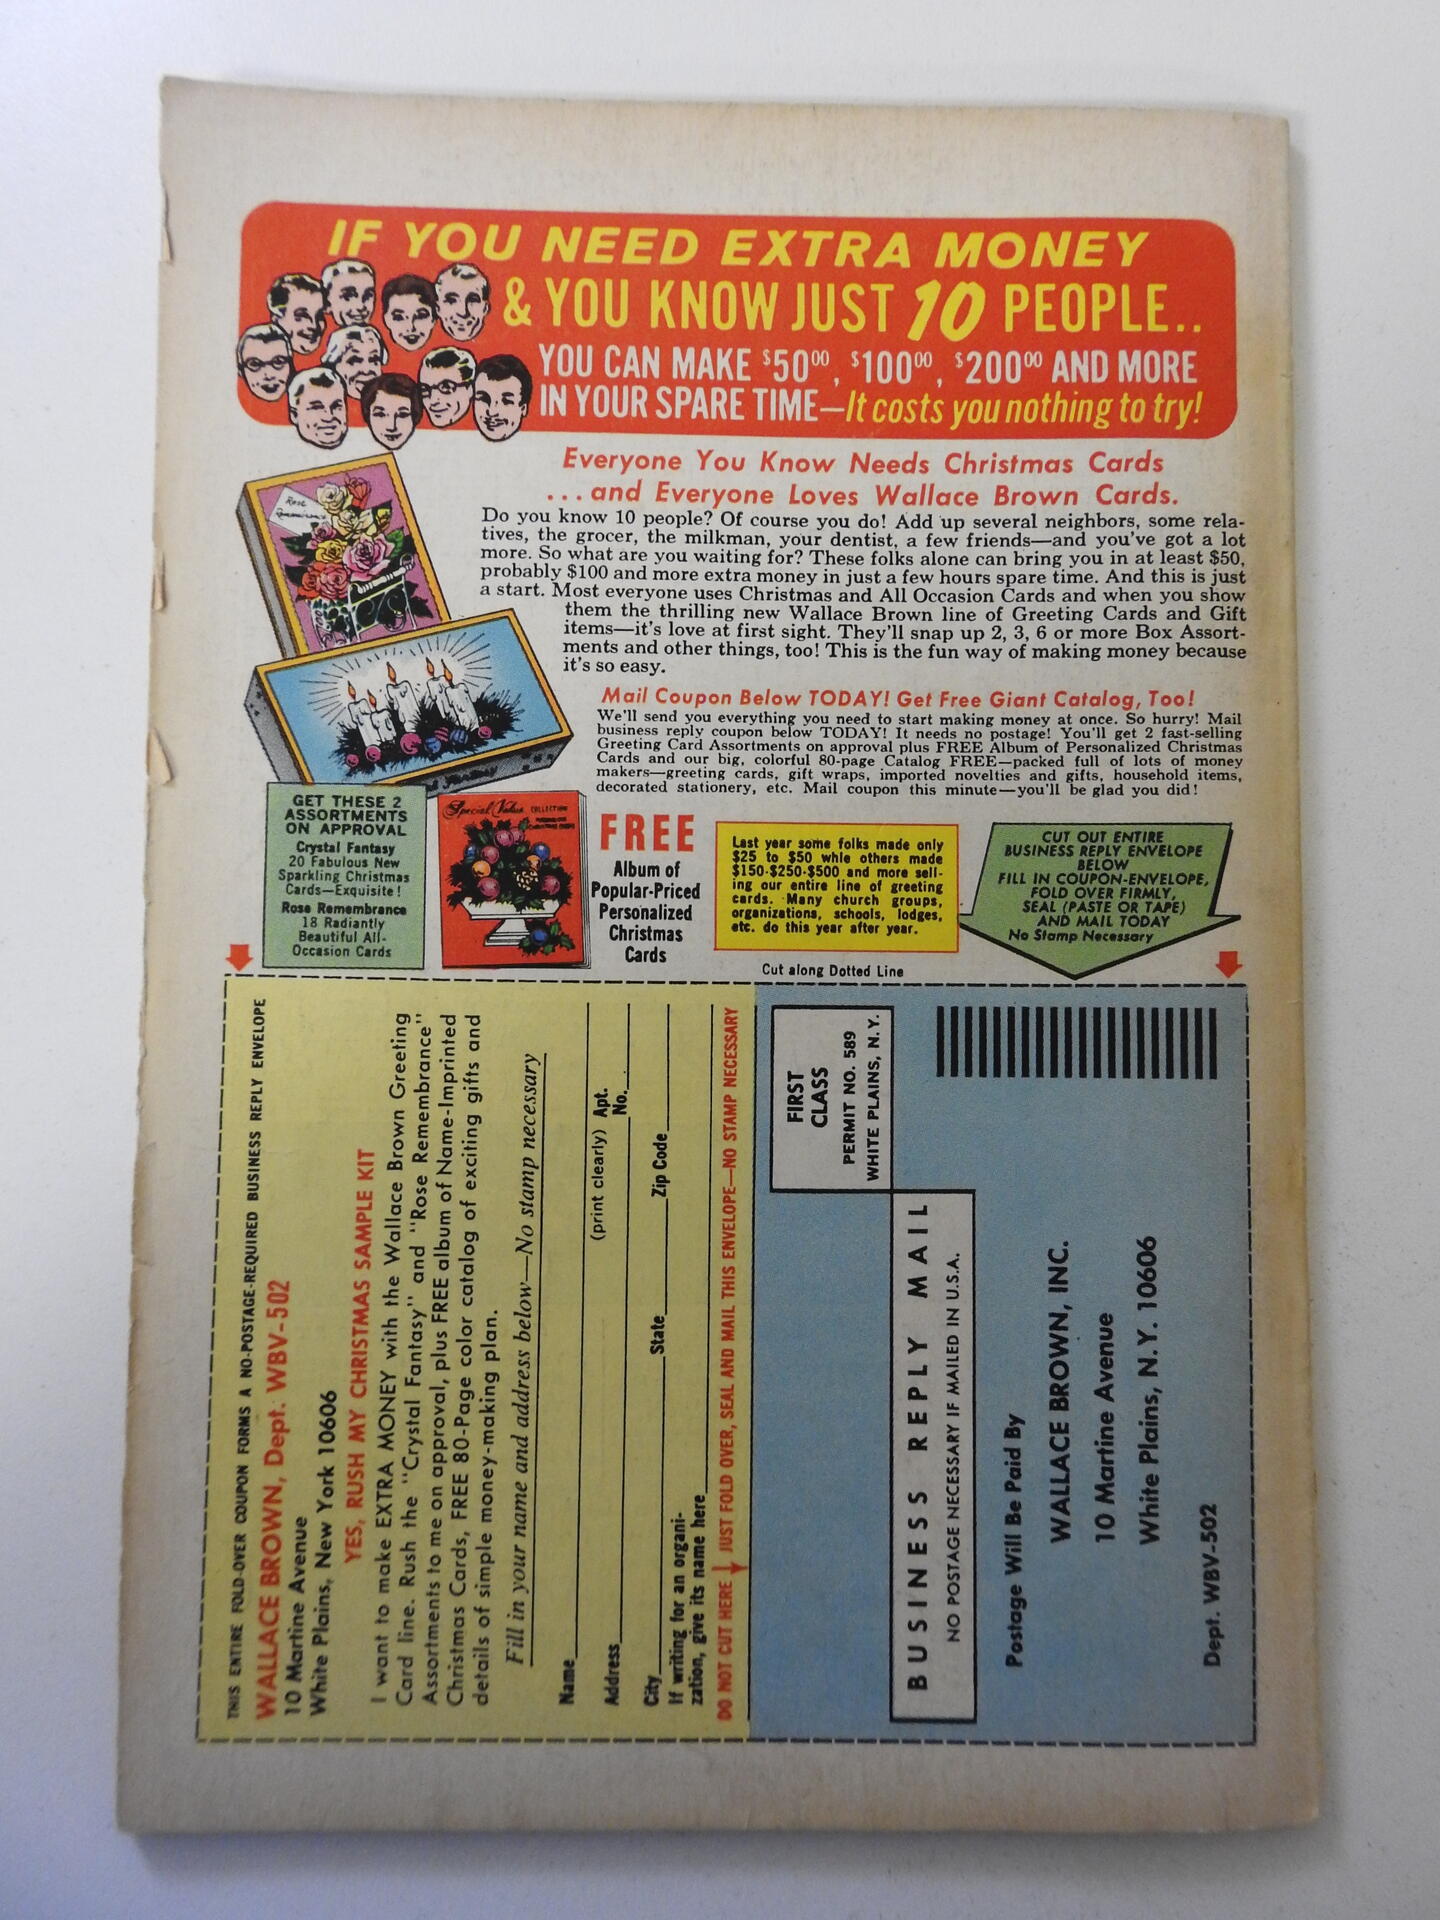 IF YOU NEED EXTRA MONEY
& YOU KNOW JUST 10 PEOPLE..
YOU CAN MAKE $5000, $10000, $20000 AND MORE
IN YOUR SPARE TIME—It costs you nothing to try!
Everyone You Know Needs Christmas Cards
...and Everyone Loves Wallace Brown Cards.
Do you know 10 people? Of course you do! Add up several neighbors, some rela-
tives, the grocer, the milkman, your dentist, a few friends—and you've got a lot
more. So what are you waiting for? These folks alone can bring you in at least $50,
probably $100 and more extra money in just a few hours spare time. And this is just
a start. Most everyone uses Christmas and All Occasion Cards and when you show
them the thrilling new Wallace Brown line of Greeting Cards and Gift
items—it's love at first sight. They'll snap up 2, 3, 6 or more Box Assort-
ments and other things, too! This is the fun way of making money because
it's so easy.
Rose
Mail Coupon Below TODAY! Get Free Giant Catalog, Too!
We'll send you everything you need to start making money at once. So hurry! Mail
business reply coupon below TODAY! It needs no postage! You'll get 2 fast-selling
Greeting Card Assortments on approval plus FREE Album of Personalized Christmas
Cards and our big, colorful 80-page Catalog FREE—packed full of lots of money
makers—greeting cards, gift wraps, imported novelties and gifts, household items,
decorated stationery, etc. Mail coupon this minute—you'll be glad you did!
GET THESE 2
ASSORTMENTS
ON APPROVAL
Crystal Fantasy
20 Fabulous New
Sparkling Christmas
Cards—Exquisite!
Rose Remembrance
18 Radiantly
Beautiful All-
Occasion Cards
Special Value COLLECTION
FREE
Album of
Popular-Priced
Personalized
Christmas
Cards
Last year some folks made only
$25 to $50 whle others made
$150-$250-$500 and more sell-
ing our entire line of greeting
cards. Many church groups,
organizations, schools, lodges,
etc. do this year after year.
CUT OUT ENTIRE
BUSINESS REPLY ENVELOPE
BELOW
FILL IN COUPON-ENVELOPE,
FOLD OVER FIRMLY,
SEAL (PASTE OR TAPE)
AND MAIL TODAY
No Stamp Necessary
Cut along Dotted Line
THIS ENTIRE FOLD-OVER COUPON FORMS A NO-POSTAGE-REQUIRED BUSINESS REPLY ENVELOPE
WALLACE BROWN, Dept. WBV-502
10 Martine Avenue
White Plains, New York 10606
YES, RUSH MY CHRISTMAS SAMPLE KIT
I want to make EXTRA MONEY with the Wallace Brown Greeting
Card line. Rush the "Crystal Fantasy" and "Rose Remembrance"
Assortments to me on approval, plus FREE album of Name-Imprinted
Christmas Cards, FREE 80-Page color catalog of exciting gifts and
details of simple money-making plan.
Fill in your name and address below—No stamp necessary
Name
(print clearly)
Address Apt. No.
City State Zip Code
If writing for an organi-
zation, give its name here
DO NOT CUT HERE JUST FOLD OVER, SEAL AND MAIL THIS ENVELOPE—NO STAMP NECESSARY
FIRST
CLASS
PERMIT NO. 589
WHITE PLAINS, N.Y.
BUSINESS REPLY MAIL
NO POSTAGE NECESSARY IF MAILED IN U.S.A.
Postage Will Be Paid By
WALLACE BROWN, INC.
10 Martine Avenue
White Plains, N.Y. 10606
Dept. WBV-502